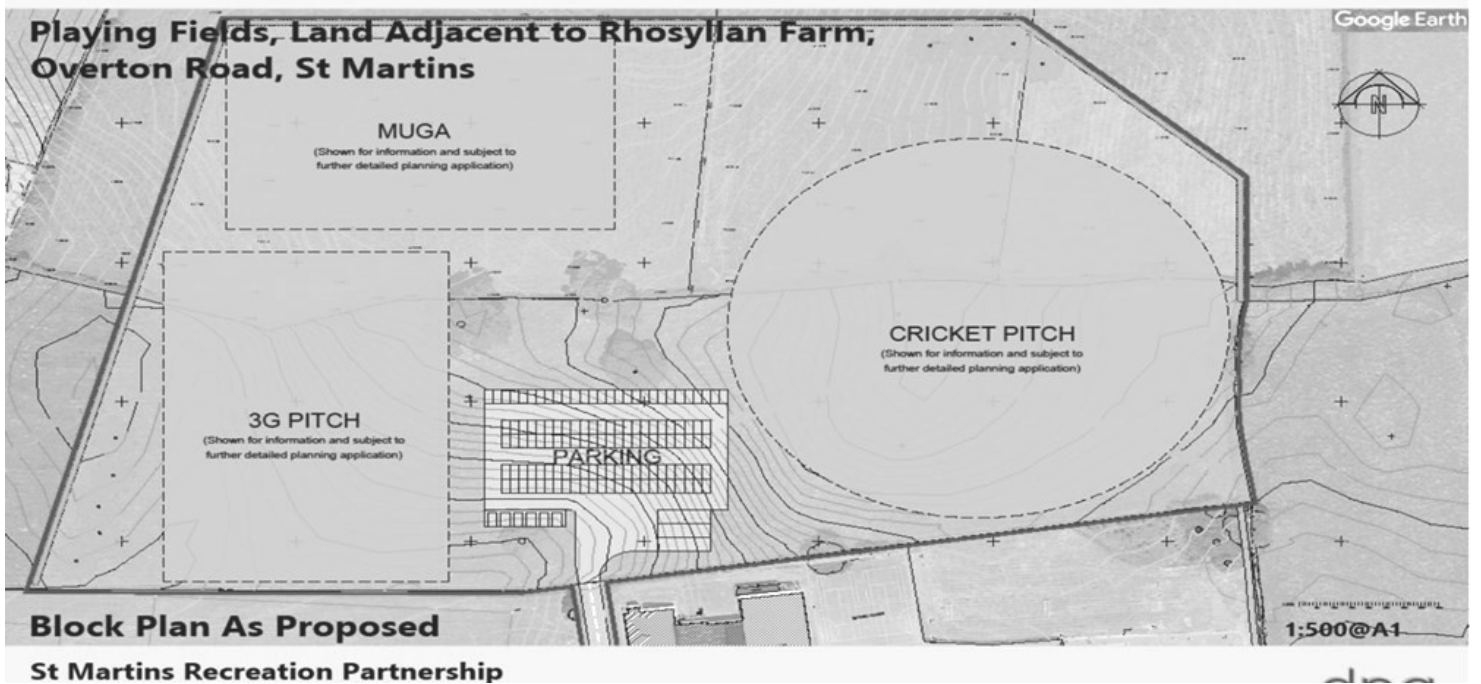 Playing Fields, Land Adjacent to Rhosyllan Farm,
Overton Road, St Martins
Google Earth
N
MUGA
(Shown for information and subject to
further detailed planning application)
CRICKET PITCH
(Shown for information and subject to
further detailed planning application)
3G PITCH
(Shown for information and subject to
further detailed planning application)
PARKING
Block Plan As Proposed
1:500@A1
St Martins Recreation Partnership